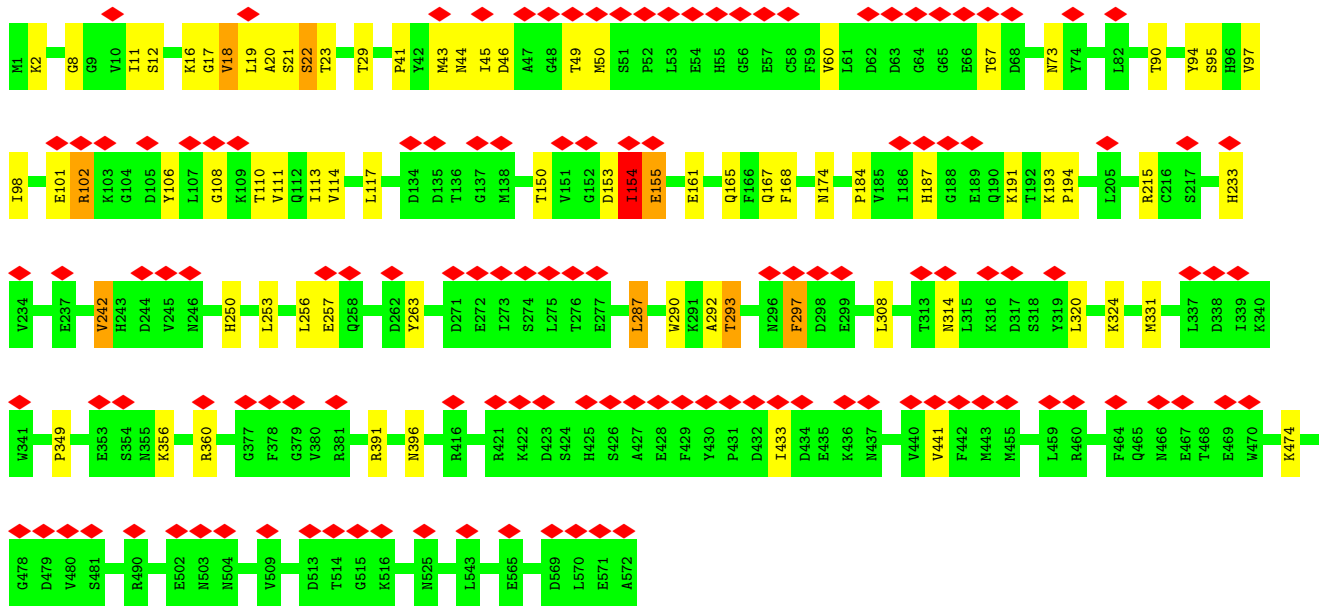 M1 K2 G8 G9 V10 I11 S12 K16 G17 V18 L19 A20 S21 S22 T23 T29 P41 Y42 M43 N44 I45 D46 A47 G48 T49 M50 S51 P52 L53 E54 H55 G56 E57 C58 F59 V60 L61 D62 D63 G64 G65 E66 T67 D68 N73 Y74 L82 T90 Y94 S95 H96 V97
I98 E101 R102 K103 G104 D105 Y106 L107 G108 K109 T110 V111 Q112 I113 V114 L117 D134 D135 T136 G137 M138 T150 V151 G152 D153 I154 E155 E161 Q165 F166 Q167 F168 N174 P184 V185 I186 H187 G188 E189 Q190 K191 T192 K193 P194 L205 R215 C216 S217 H233
V234 E237 V242 H243 D244 V245 N246 H250 L253 L256 E257 Q258 D262 Y263 D271 E272 I273 S274 L275 T276 E277 L287 W290 K291 A292 T293 N296 F297 D298 E299 L308 T313 N314 L315 K316 D317 S318 Y319 L320 K324 M331 L337 D338 I339 K340
W341 P349 E353 S354 N355 K356 R360 G377 F378 G379 V380 R381 R391 N396 R416 R421 K422 D423 S424 H425 S426 A427 E428 F429 Y430 P431 D432 I433 D434 E435 K436 N437 V440 V441 F442 M443 M455 L459 R460 F464 Q465 N466 E467 T468 E469 W470 K474
G478 D479 V480 S481 R490 E502 N503 N504 V509 D513 T514 G515 K516 N525 L543 E565 D569 L570 E571 A572